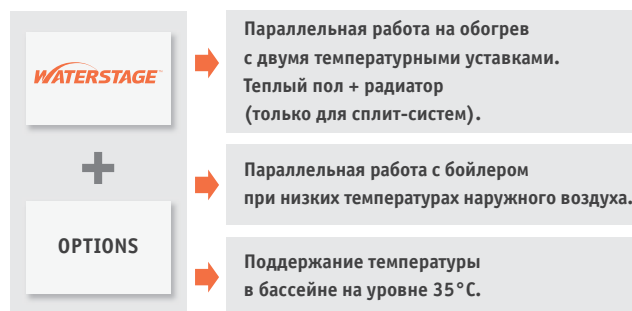 WATERSTAGE™
+
OPTIONS
Параллельная работа на обогрев
с двумя температурными уставками.
Теплый пол + радиатор
(только для сплит-систем).
Параллельная работа с бойлером
при низких температурах наружного воздуха.
Поддержание температуры
в бассейне на уровне 35°С.